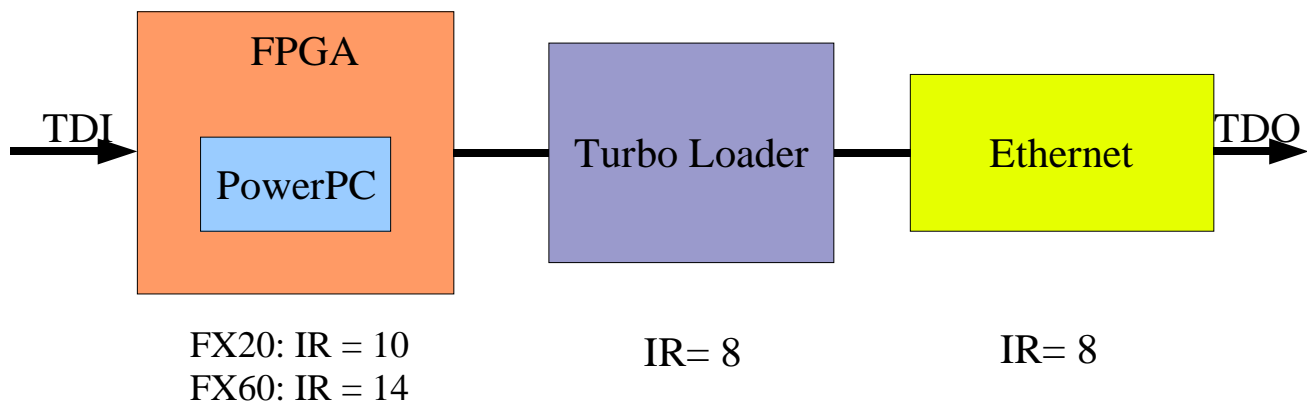 FPGA
TDI
TDO
PowerPC
Turbo Loader
Ethernet
FX20: IR = 10
FX60: IR = 14
IR= 8
IR= 8